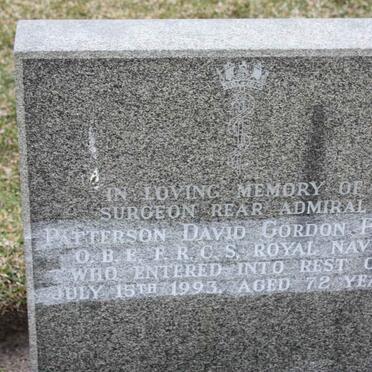 IN LOVING MEMORY OF
SURGEON REAR ADMIRAL
PATTERSON DAVID GORDON
O.B.E. F.R.C.S. ROYAL NAV
WHO ENTERED INTO REST O
JULY 15TH 1993, AGED 72 YEA